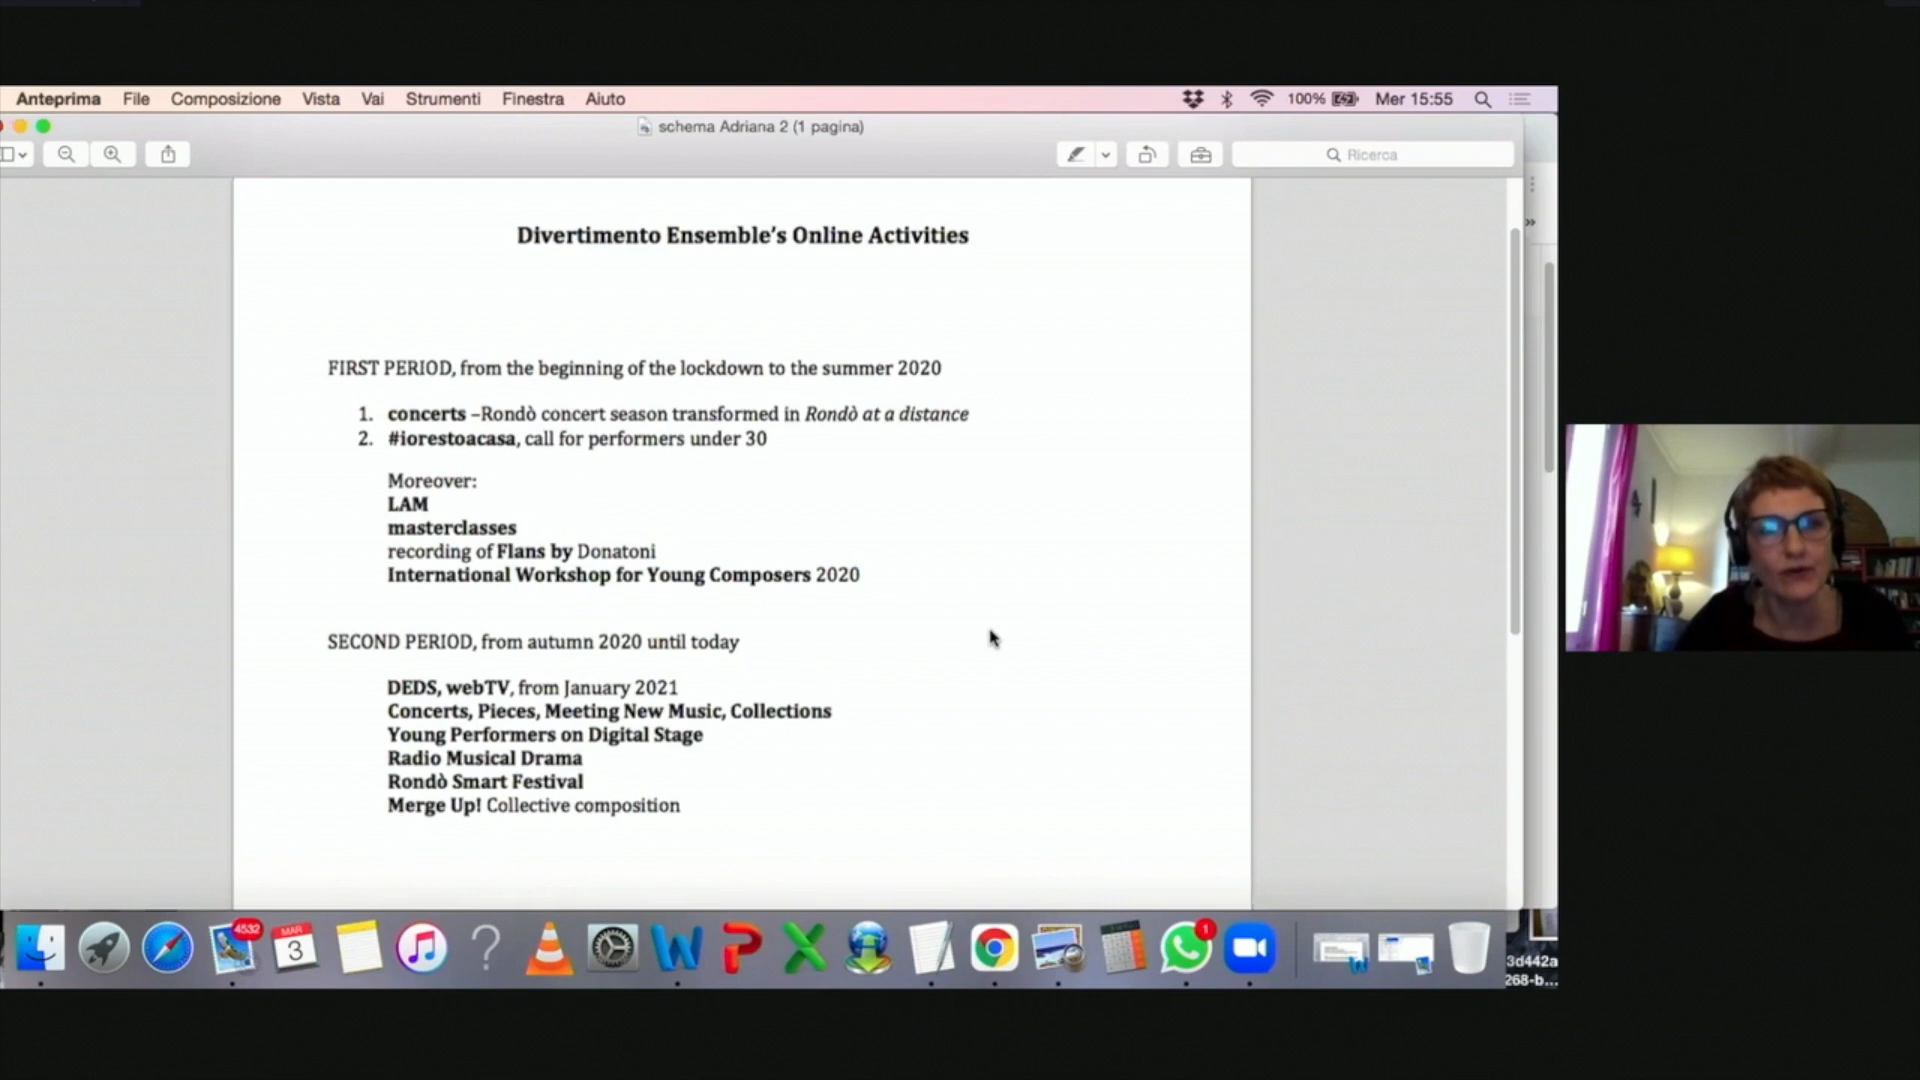 Anteprima File Composizione Vista Vai Strumenti Finestra Aiuto 100% Mer 15:55
schema Adriana 2 (1 pagina)
Ricerca
Divertimento Ensemble’s Online Activities
FIRST PERIOD, from the beginning of the lockdown to the summer 2020
1. concerts –Rondò concert season transformed in Rondò at a distance
2. #iorestoacasa, call for performers under 30
Moreover:
LAM
masterclasses
recording of Flans by Donatoni
International Workshop for Young Composers 2020
SECOND PERIOD, from autumn 2020 until today
DEDS, webTV, from January 2021
Concerts, Pieces, Meeting New Music, Collections
Young Performers on Digital Stage
Radio Musical Drama
Rondò Smart Festival
Merge Up! Collective composition
4532
MAR
3
1
3d442a
268-b...